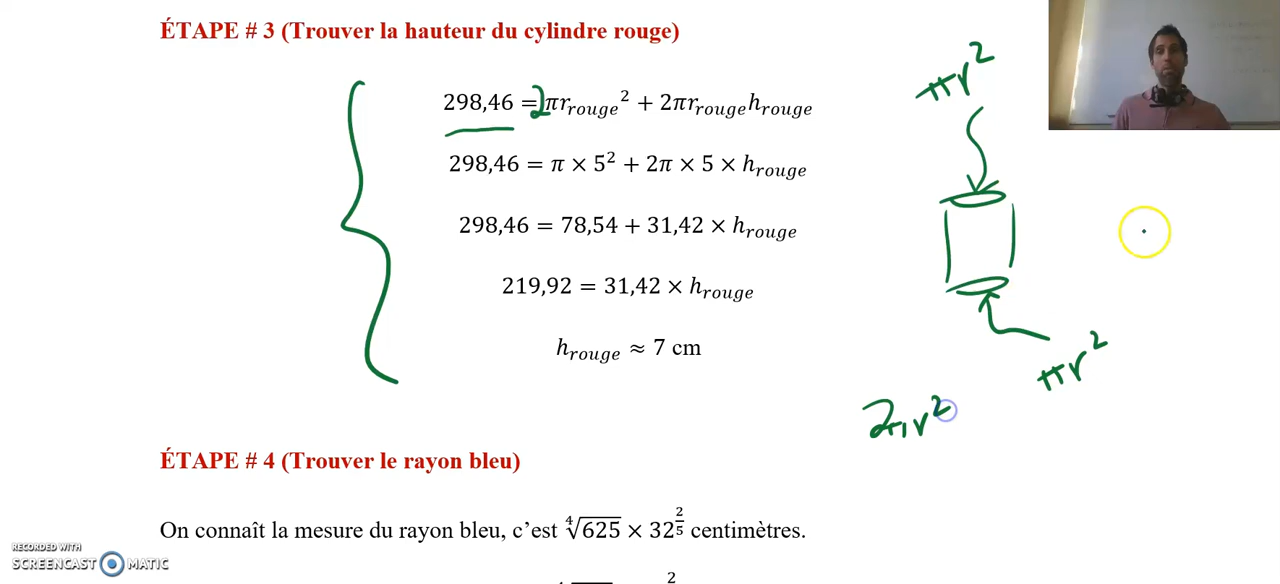 ÉTAPE # 3 (Trouver la hauteur du cylindre rouge)
298,46 = 2πr_rouge² + 2πr_rouge h_rouge
298,46 = π × 5² + 2π × 5 × h_rouge
298,46 = 78,54 + 31,42 × h_rouge
219,92 = 31,42 × h_rouge
h_rouge ≈ 7 cm
πr²
πr²
2πr²
ÉTAPE # 4 (Trouver le rayon bleu)
On connaît la mesure du rayon bleu, c’est ⁴√625 × 32^(2/5) centimètres.
RECORDED WITH
SCREENCAST MATIC